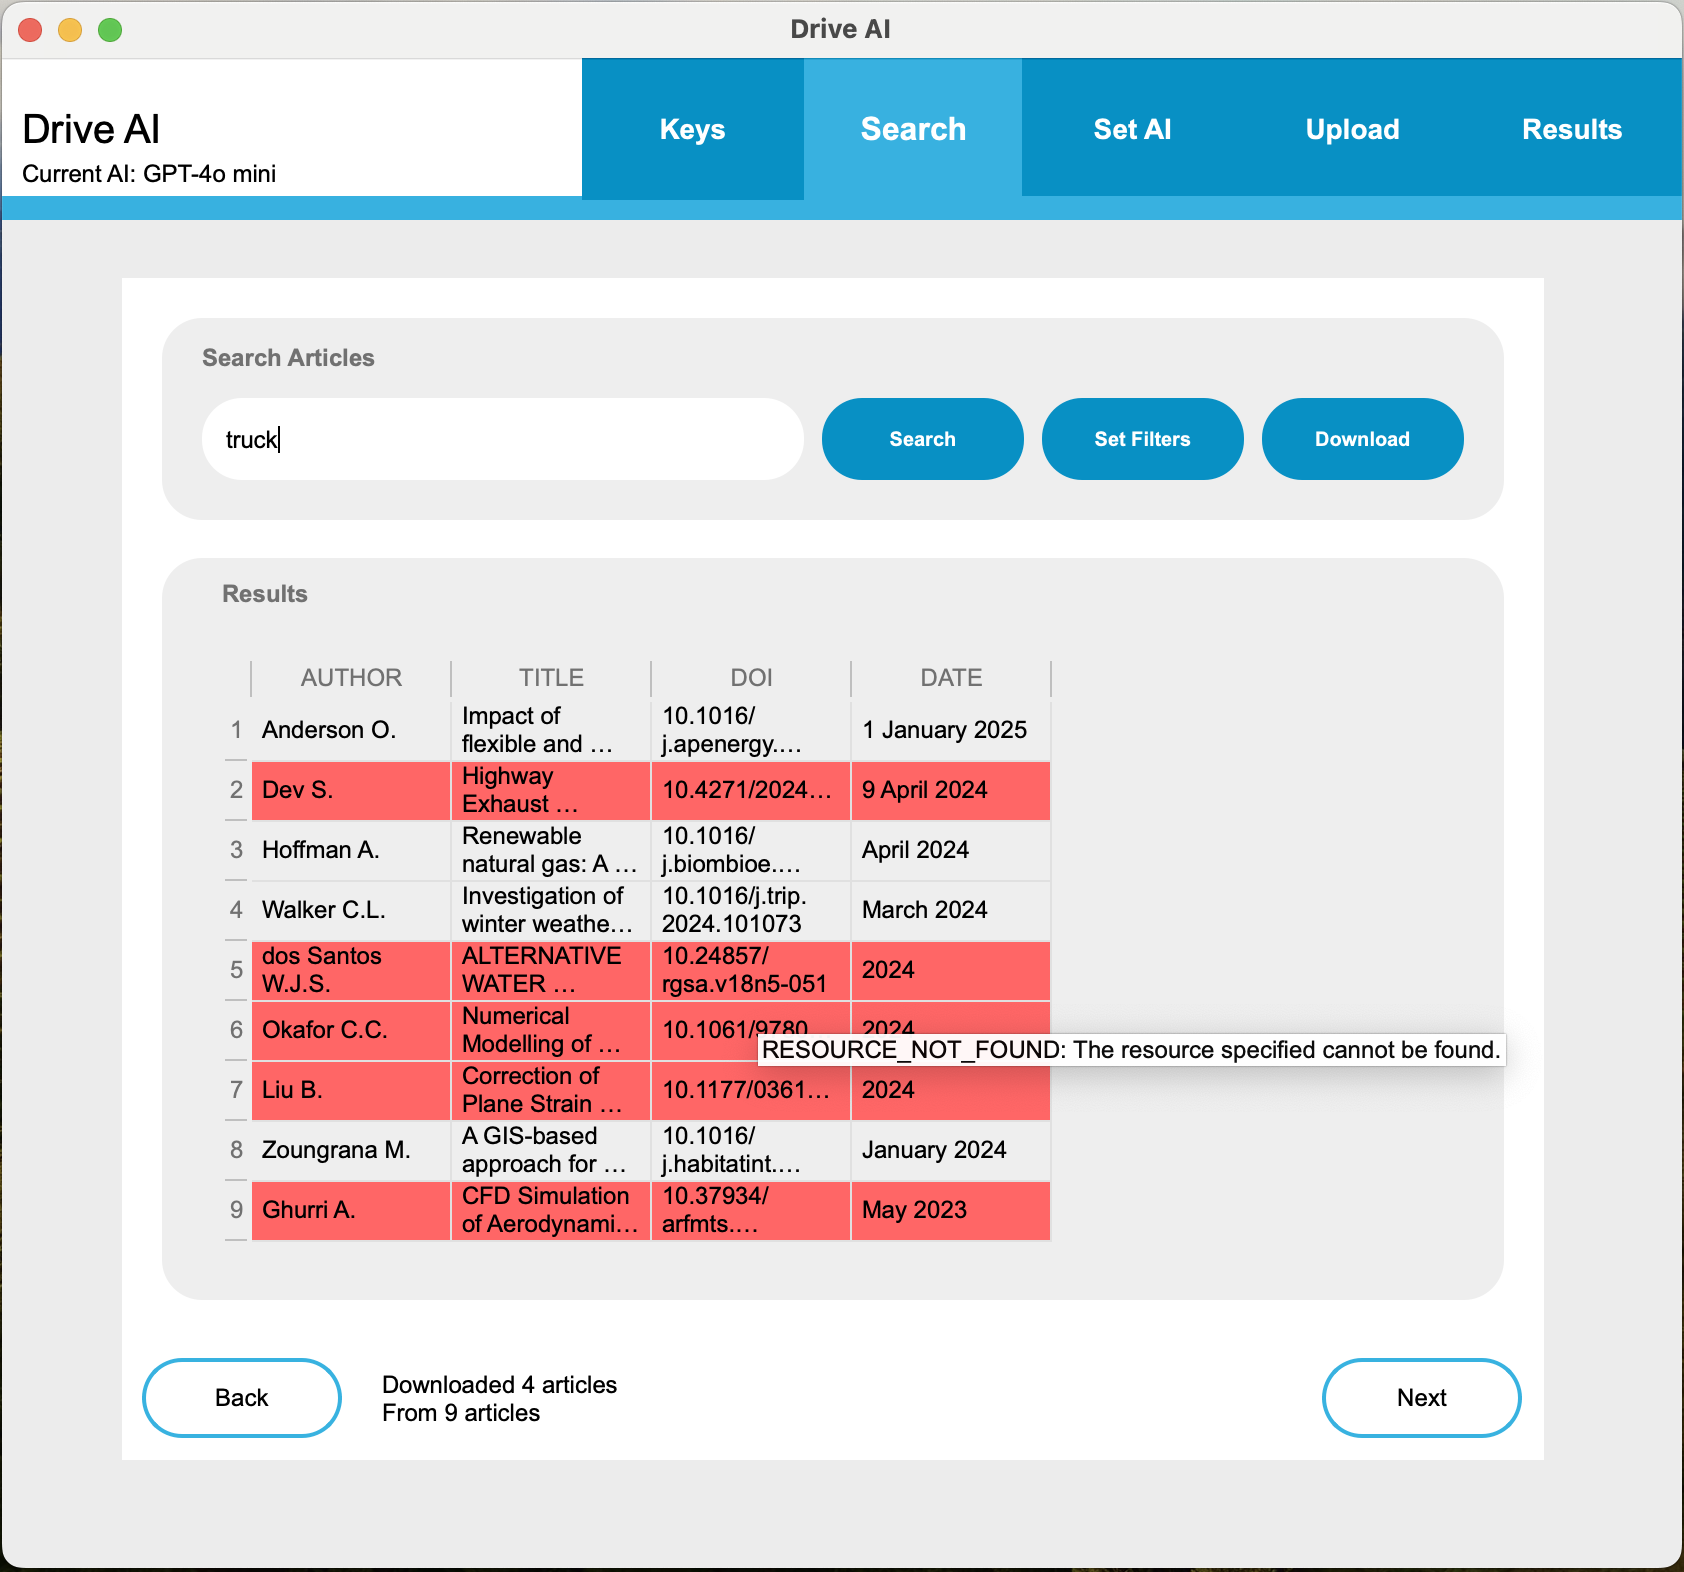 Drive AI
Drive AI
Current AI: GPT-4o mini
Keys
Search
Set AI
Upload
Results
Search Articles
truck
Search
Set Filters
Download
Results
AUTHOR
TITLE
DOI
DATE
1
Anderson O.
Impact of
flexible and …
10.1016/
j.apenergy.…
1 January 2025
2
Dev S.
Highway
Exhaust …
10.4271/2024…
9 April 2024
3
Hoffman A.
Renewable
natural gas: A …
10.1016/
j.biombioe.…
April 2024
4
Walker C.L.
Investigation of
winter weathe…
10.1016/j.trip.
2024.101073
March 2024
5
dos Santos
W.J.S.
ALTERNATIVE
WATER …
10.24857/
rgsa.v18n5-051
2024
6
Okafor C.C.
Numerical
Modelling of …
10.1061/9780
2024
RESOURCE_NOT_FOUND: The resource specified cannot be found.
7
Liu B.
Correction of
Plane Strain …
10.1177/0361…
2024
8
Zoungrana M.
A GIS-based
approach for …
10.1016/
j.habitatint.…
January 2024
9
Ghurri A.
CFD Simulation
of Aerodynami…
10.37934/
arfmts.…
May 2023
Back
Downloaded 4 articles
From 9 articles
Next